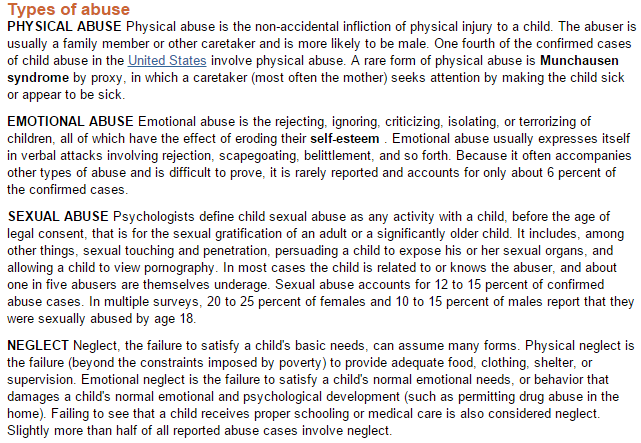 Types of abuse
PHYSICAL ABUSE Physical abuse is the non-accidental infliction of physical injury to a child. The abuser is
usually a family member or other caretaker and is more likely to be male. One fourth of the confirmed cases
of child abuse in the United States involve physical abuse. A rare form of physical abuse is Munchausen
syndrome by proxy, in which a caretaker (most often the mother) seeks attention by making the child sick
or appear to be sick.
EMOTIONAL ABUSE Emotional abuse is the rejecting, ignoring, criticizing, isolating, or terrorizing of
children, all of which have the effect of eroding their self-esteem . Emotional abuse usually expresses itself
in verbal attacks involving rejection, scapegoating, belittlement, and so forth. Because it often accompanies
other types of abuse and is difficult to prove, it is rarely reported and accounts for only about 6 percent of
the confirmed cases.
SEXUAL ABUSE Psychologists define child sexual abuse as any activity with a child, before the age of
legal consent, that is for the sexual gratification of an adult or a significantly older child. It includes, among
other things, sexual touching and penetration, persuading a child to expose his or her sexual organs, and
allowing a child to view pornography. In most cases the child is related to or knows the abuser, and about
one in five abusers are themselves underage. Sexual abuse accounts for 12 to 15 percent of confirmed
abuse cases. In multiple surveys, 20 to 25 percent of females and 10 to 15 percent of males report that they
were sexually abused by age 18.
NEGLECT Neglect, the failure to satisfy a child's basic needs, can assume many forms. Physical neglect is
the failure (beyond the constraints imposed by poverty) to provide adequate food, clothing, shelter, or
supervision. Emotional neglect is the failure to satisfy a child's normal emotional needs, or behavior that
damages a child's normal emotional and psychological development (such as permitting drug abuse in the
home). Failing to see that a child receives proper schooling or medical care is also considered neglect.
Slightly more than half of all reported abuse cases involve neglect.